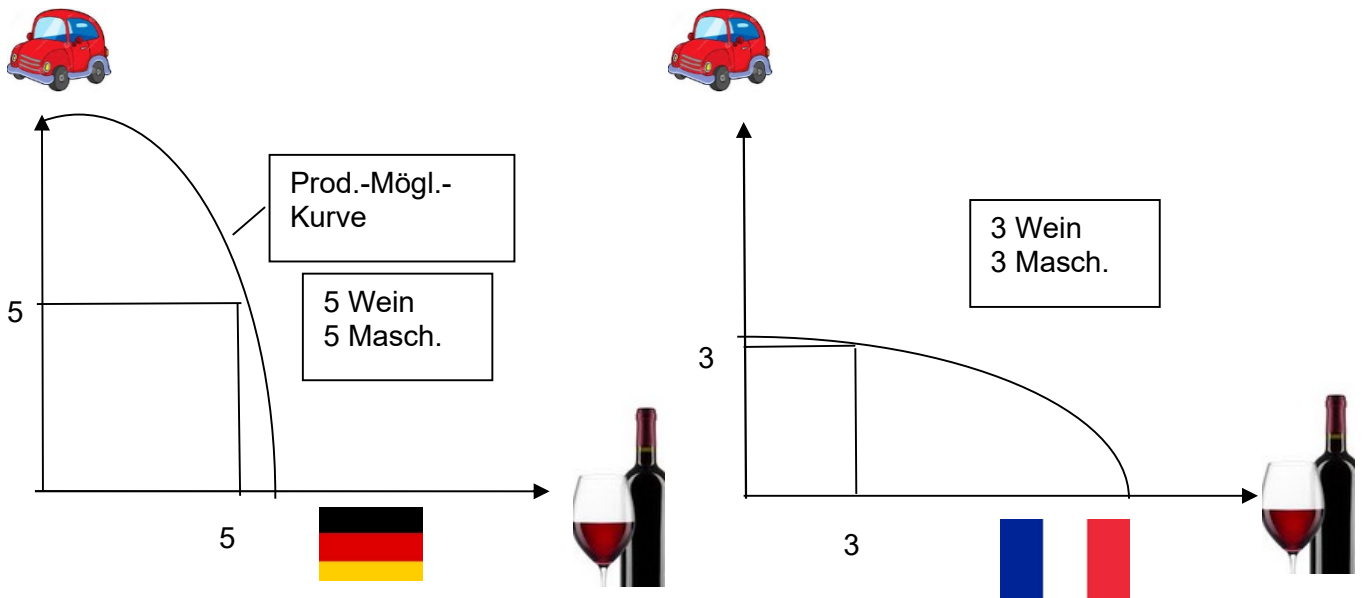 Prod.-Mögl.-
Kurve
5 Wein
5 Masch.
5
5
3 Wein
3 Masch.
3
3